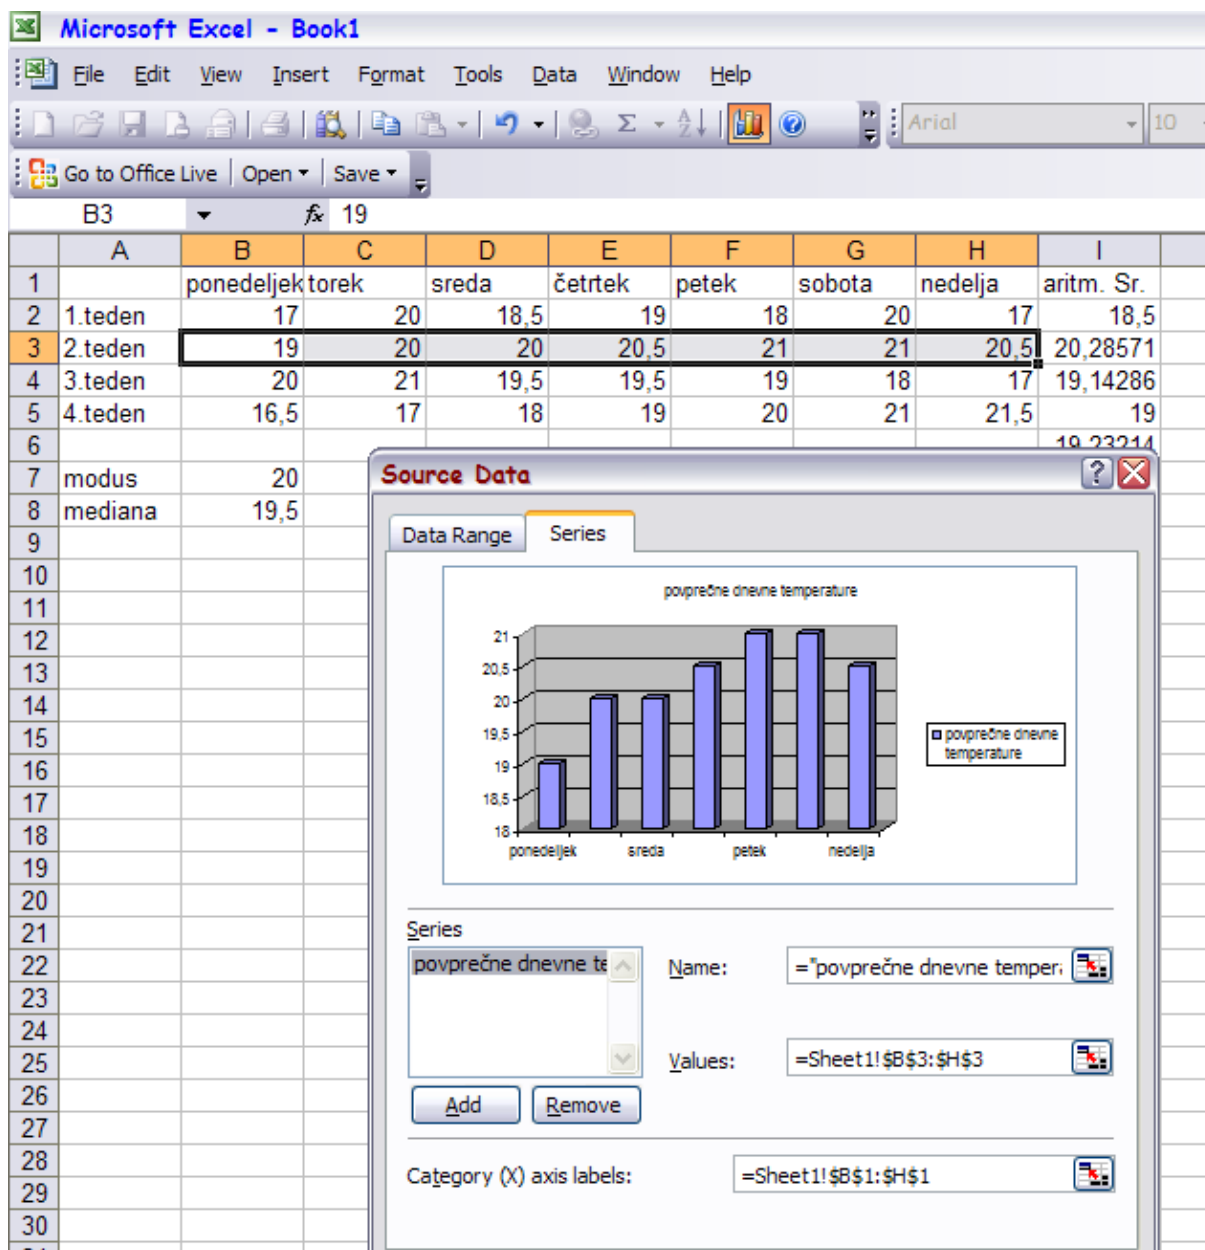 Microsoft Excel - Book1
File Edit View Insert Format Tools Data Window Help
Σ Arial 10
Go to Office Live Open Save
B3 fx 19
A B C D E F G H I
1 ponedeljek torek sreda četrtek petek sobota nedelja aritm. Sr.
2 1.teden 17 20 18,5 19 18 20 17 18,5
3 2.teden 19 20 20 20,5 21 21 20,5 20,28571
4 3.teden 20 21 19,5 19,5 19 18 17 19,14286
5 4.teden 16,5 17 18 19 20 21 21,5 19
6 19,23214
7 modus 20
8 mediana 19,5
9
10
11
12
13
14
15
16
17
18
19
20
21
22
23
24
25
26
27
28
29
30
Source Data
Data Range Series
povprečne dnevne temperature
21
20,5
20
19,5
19
18,5
18
ponedeljek sreda petek nedelja
povprečne dnevne
temperature
Series
povprečne dnevne te
Name: ="povprečne dnevne tempera
Values: =Sheet1!$B$3:$H$3
Add Remove
Category (X) axis labels: =Sheet1!$B$1:$H$1